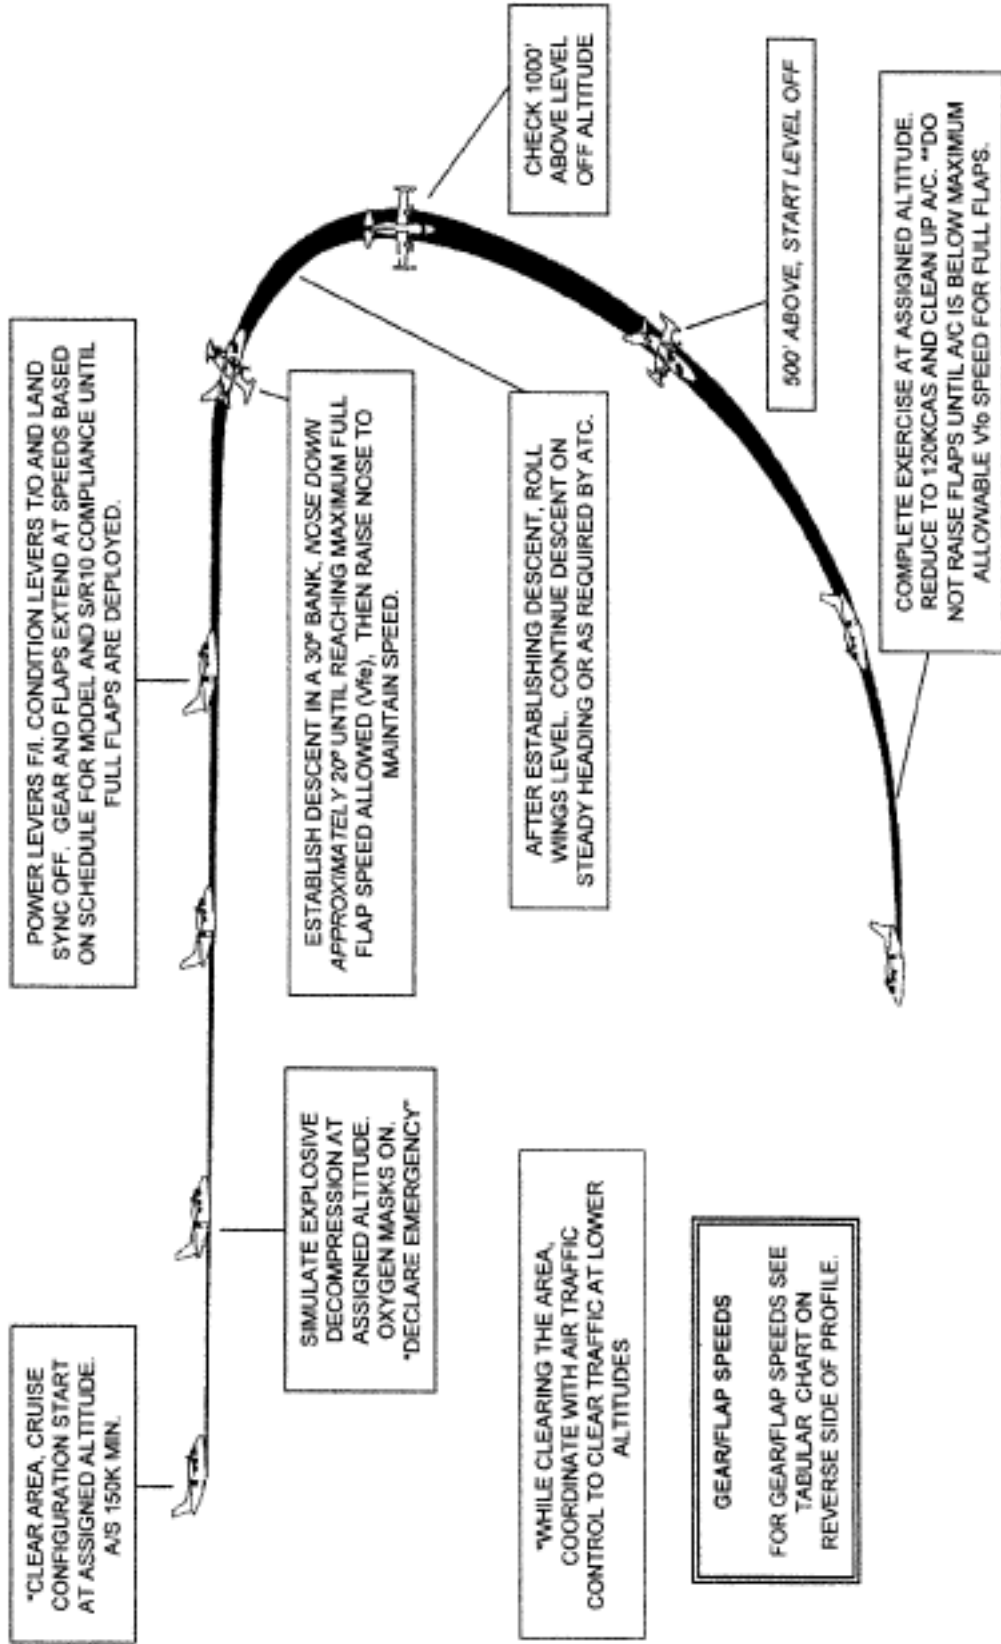 *CLEAR AREA, CRUISE
CONFIGURATION START
AT ASSIGNED ALTITUDE.
A/S 150K MIN.
SIMULATE EXPLOSIVE
DECOMPRESSION AT
ASSIGNED ALTITUDE.
OXYGEN MASKS ON.
"DECLARE EMERGENCY"
POWER LEVERS F/I. CONDITION LEVERS T/O AND LAND
SYNC OFF. GEAR AND FLAPS EXTEND AT SPEEDS BASED
ON SCHEDULE FOR MODEL AND S/R10 COMPLIANCE UNTIL
FULL FLAPS ARE DEPLOYED.
ESTABLISH DESCENT IN A 30º BANK, NOSE DOWN
APPROXIMATELY 20º UNTIL REACHING MAXIMUM FULL
FLAP SPEED ALLOWED (Vfe), THEN RAISE NOSE TO
MAINTAIN SPEED.
AFTER ESTABLISHING DESCENT, ROLL
WINGS LEVEL. CONTINUE DESCENT ON
STEADY HEADING OR AS REQUIRED BY ATC.
CHECK 1000'
ABOVE LEVEL
OFF ALTITUDE
500' ABOVE, START LEVEL OFF
COMPLETE EXERCISE AT ASSIGNED ALTITUDE.
REDUCE TO 120KCAS AND CLEAN UP A/C. **DO
NOT RAISE FLAPS UNTIL A/C IS BELOW MAXIMUM
ALLOWABLE Vfo SPEED FOR FULL FLAPS.
*WHILE CLEARING THE AREA,
COORDINATE WITH AIR TRAFFIC
CONTROL TO CLEAR TRAFFIC AT LOWER
ALTITUDES
GEAR/FLAP SPEEDS
FOR GEAR/FLAP SPEEDS SEE
TABULAR CHART ON
REVERSE SIDE OF PROFILE.